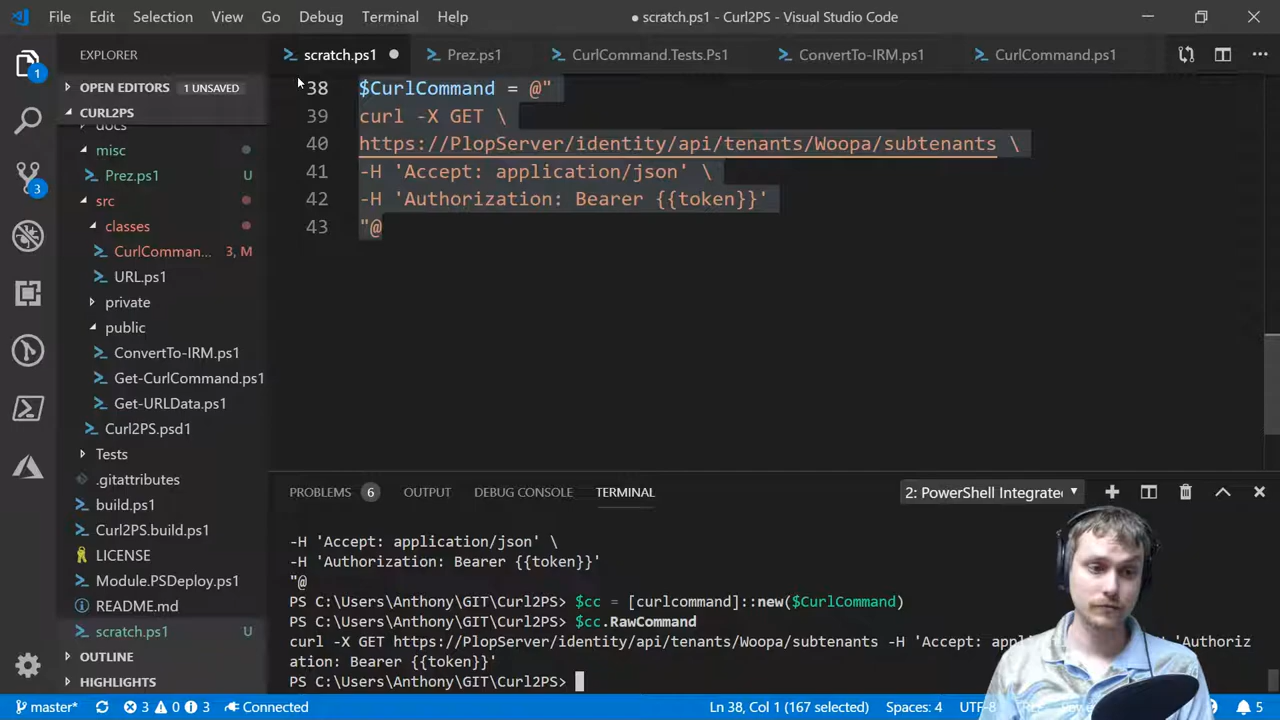 File Edit Selection View Go Debug Terminal Help ● scratch.ps1 - Curl2PS - Visual Studio Code
EXPLORER
scratch.ps1 Prez.ps1 CurlCommand.Tests.Ps1 ConvertTo-IRM.ps1 CurlCommand.ps1
1
OPEN EDITORS 1 UNSAVED
CURL2PS
docs
misc
Prez.ps1 U
3
src
classes
CurlComman... 3, M
URL.ps1
private
public
ConvertTo-IRM.ps1
Get-CurlCommand.ps1
Get-URLData.ps1
Curl2PS.psd1
Tests
.gitattributes
build.ps1
Curl2PS.build.ps1
LICENSE
Module.PSDeploy.ps1
README.md
scratch.ps1 U
OUTLINE
HIGHLIGHTS
38 $CurlCommand = @"
39 curl -X GET \
40 https://PlopServer/identity/api/tenants/Woopa/subtenants \
41 -H 'Accept: application/json' \
42 -H 'Authorization: Bearer {{token}}'
43 "@
PROBLEMS 6 OUTPUT DEBUG CONSOLE TERMINAL 2: PowerShell Integrate
-H 'Accept: application/json' \
-H 'Authorization: Bearer {{token}}'
"@
PS C:\Users\Anthony\GIT\Curl2PS> $cc = [curlcommand]::new($CurlCommand)
PS C:\Users\Anthony\GIT\Curl2PS> $cc.RawCommand
curl -X GET https://PlopServer/identity/api/tenants/Woopa/subtenants -H 'Accept: 'Authoriz
ation: Bearer {{token}}'
PS C:\Users\Anthony\GIT\Curl2PS>
master* 3 0 3 Connected Ln 38, Col 1 (167 selected) Spaces: 4 UTF-8 5